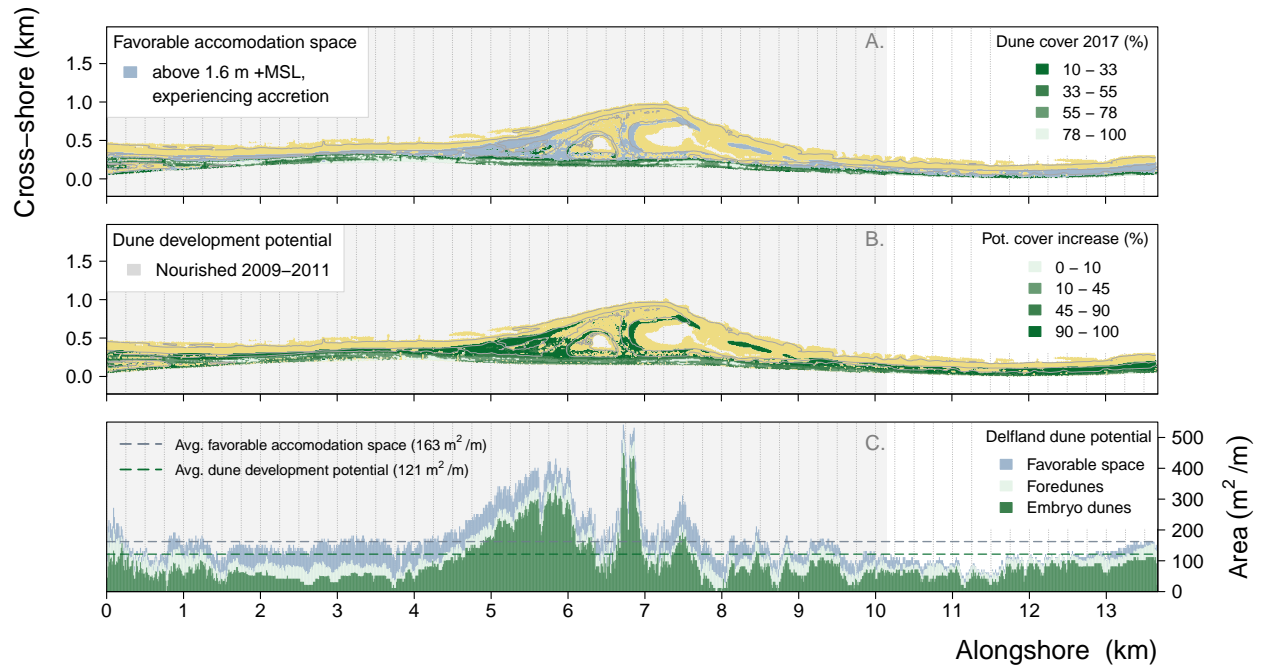 Cross−shore (km)
Favorable accomodation space
above 1.6 m +MSL,
experiencing accretion
A.
Dune cover 2017 (%)
10 − 33
33 − 55
55 − 78
78 − 100
1.5
1.0
0.5
0.0
Dune development potential
Nourished 2009−2011
B.
Pot. cover increase (%)
0 − 10
10 − 45
45 − 90
90 − 100
1.5
1.0
0.5
0.0
Avg. favorable accomodation space (163 m² /m)
Avg. dune development potential (121 m² /m)
C.
Delfland dune potential
Favorable space
Foredunes
Embryo dunes
500
400
300
200
100
0
Area (m² /m)
0 1 2 3 4 5 6 7 8 9 10 11 12 13
Alongshore (km)